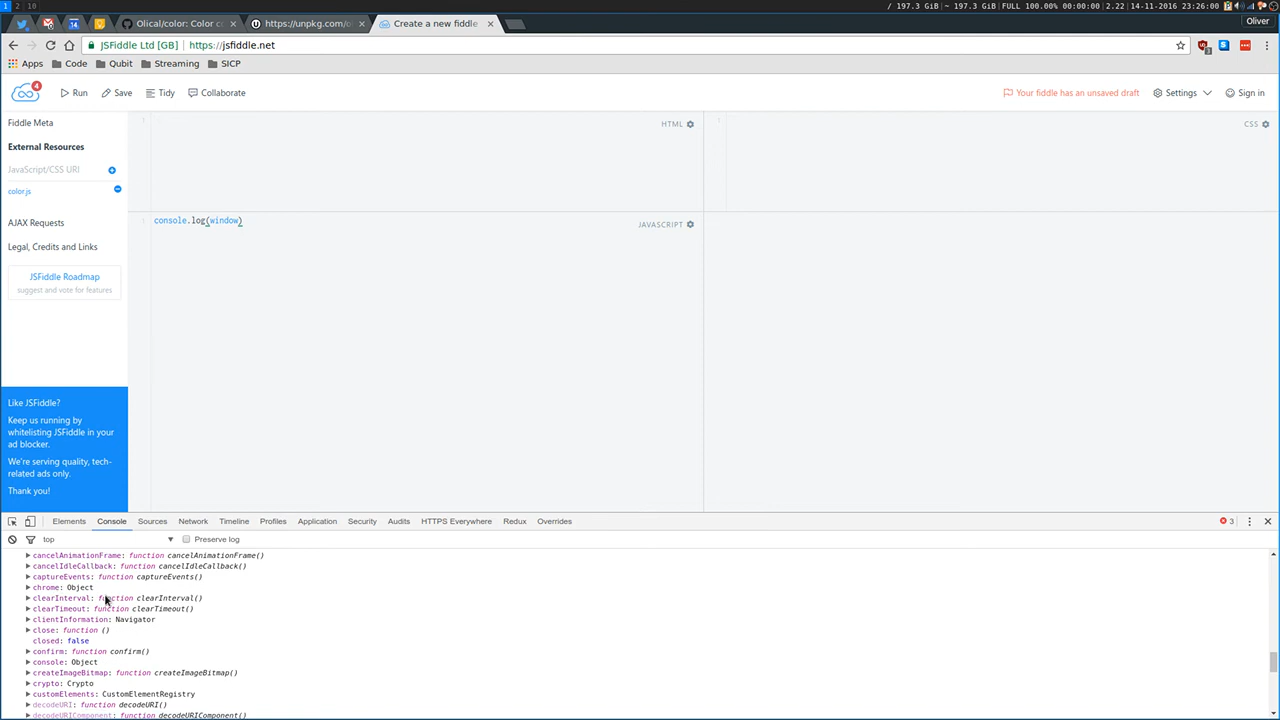 1 2 10
/ 197.3 GiB ~ 197.3 GiB FULL 100.00% 00:00:00 2.22 14-11-2016 23:26:00
Olical/color: Color c
https://unpkg.com/o
Create a new fiddle
Oliver
JSFiddle Ltd [GB] https://jsfiddle.net
Apps Code Qubit Streaming SICP
4
Run Save Tidy Collaborate
Your fiddle has an unsaved draft Settings Sign in
Fiddle Meta
External Resources
JavaScript/CSS URI
color.js
AJAX Requests
Legal, Credits and Links
JSFiddle Roadmap
suggest and vote for features
Like JSFiddle?
Keep us running by
whitelisting JSFiddle in your
ad blocker.
We're serving quality, tech-
related ads only.
Thank you!
1 HTML
1 CSS
1 console.log(window)
JAVASCRIPT
Elements Console Sources Network Timeline Profiles Application Security Audits HTTPS Everywhere Redux Overrides 3
top Preserve log
cancelAnimationFrame: function cancelAnimationFrame()
cancelIdleCallback: function cancelIdleCallback()
captureEvents: function captureEvents()
chrome: Object
clearInterval: function clearInterval()
clearTimeout: function clearTimeout()
clientInformation: Navigator
close: function ()
closed: false
confirm: function confirm()
console: Object
createImageBitmap: function createImageBitmap()
crypto: Crypto
customElements: CustomElementRegistry
decodeURI: function decodeURI()
decodeURIComponent: function decodeURIComponent()